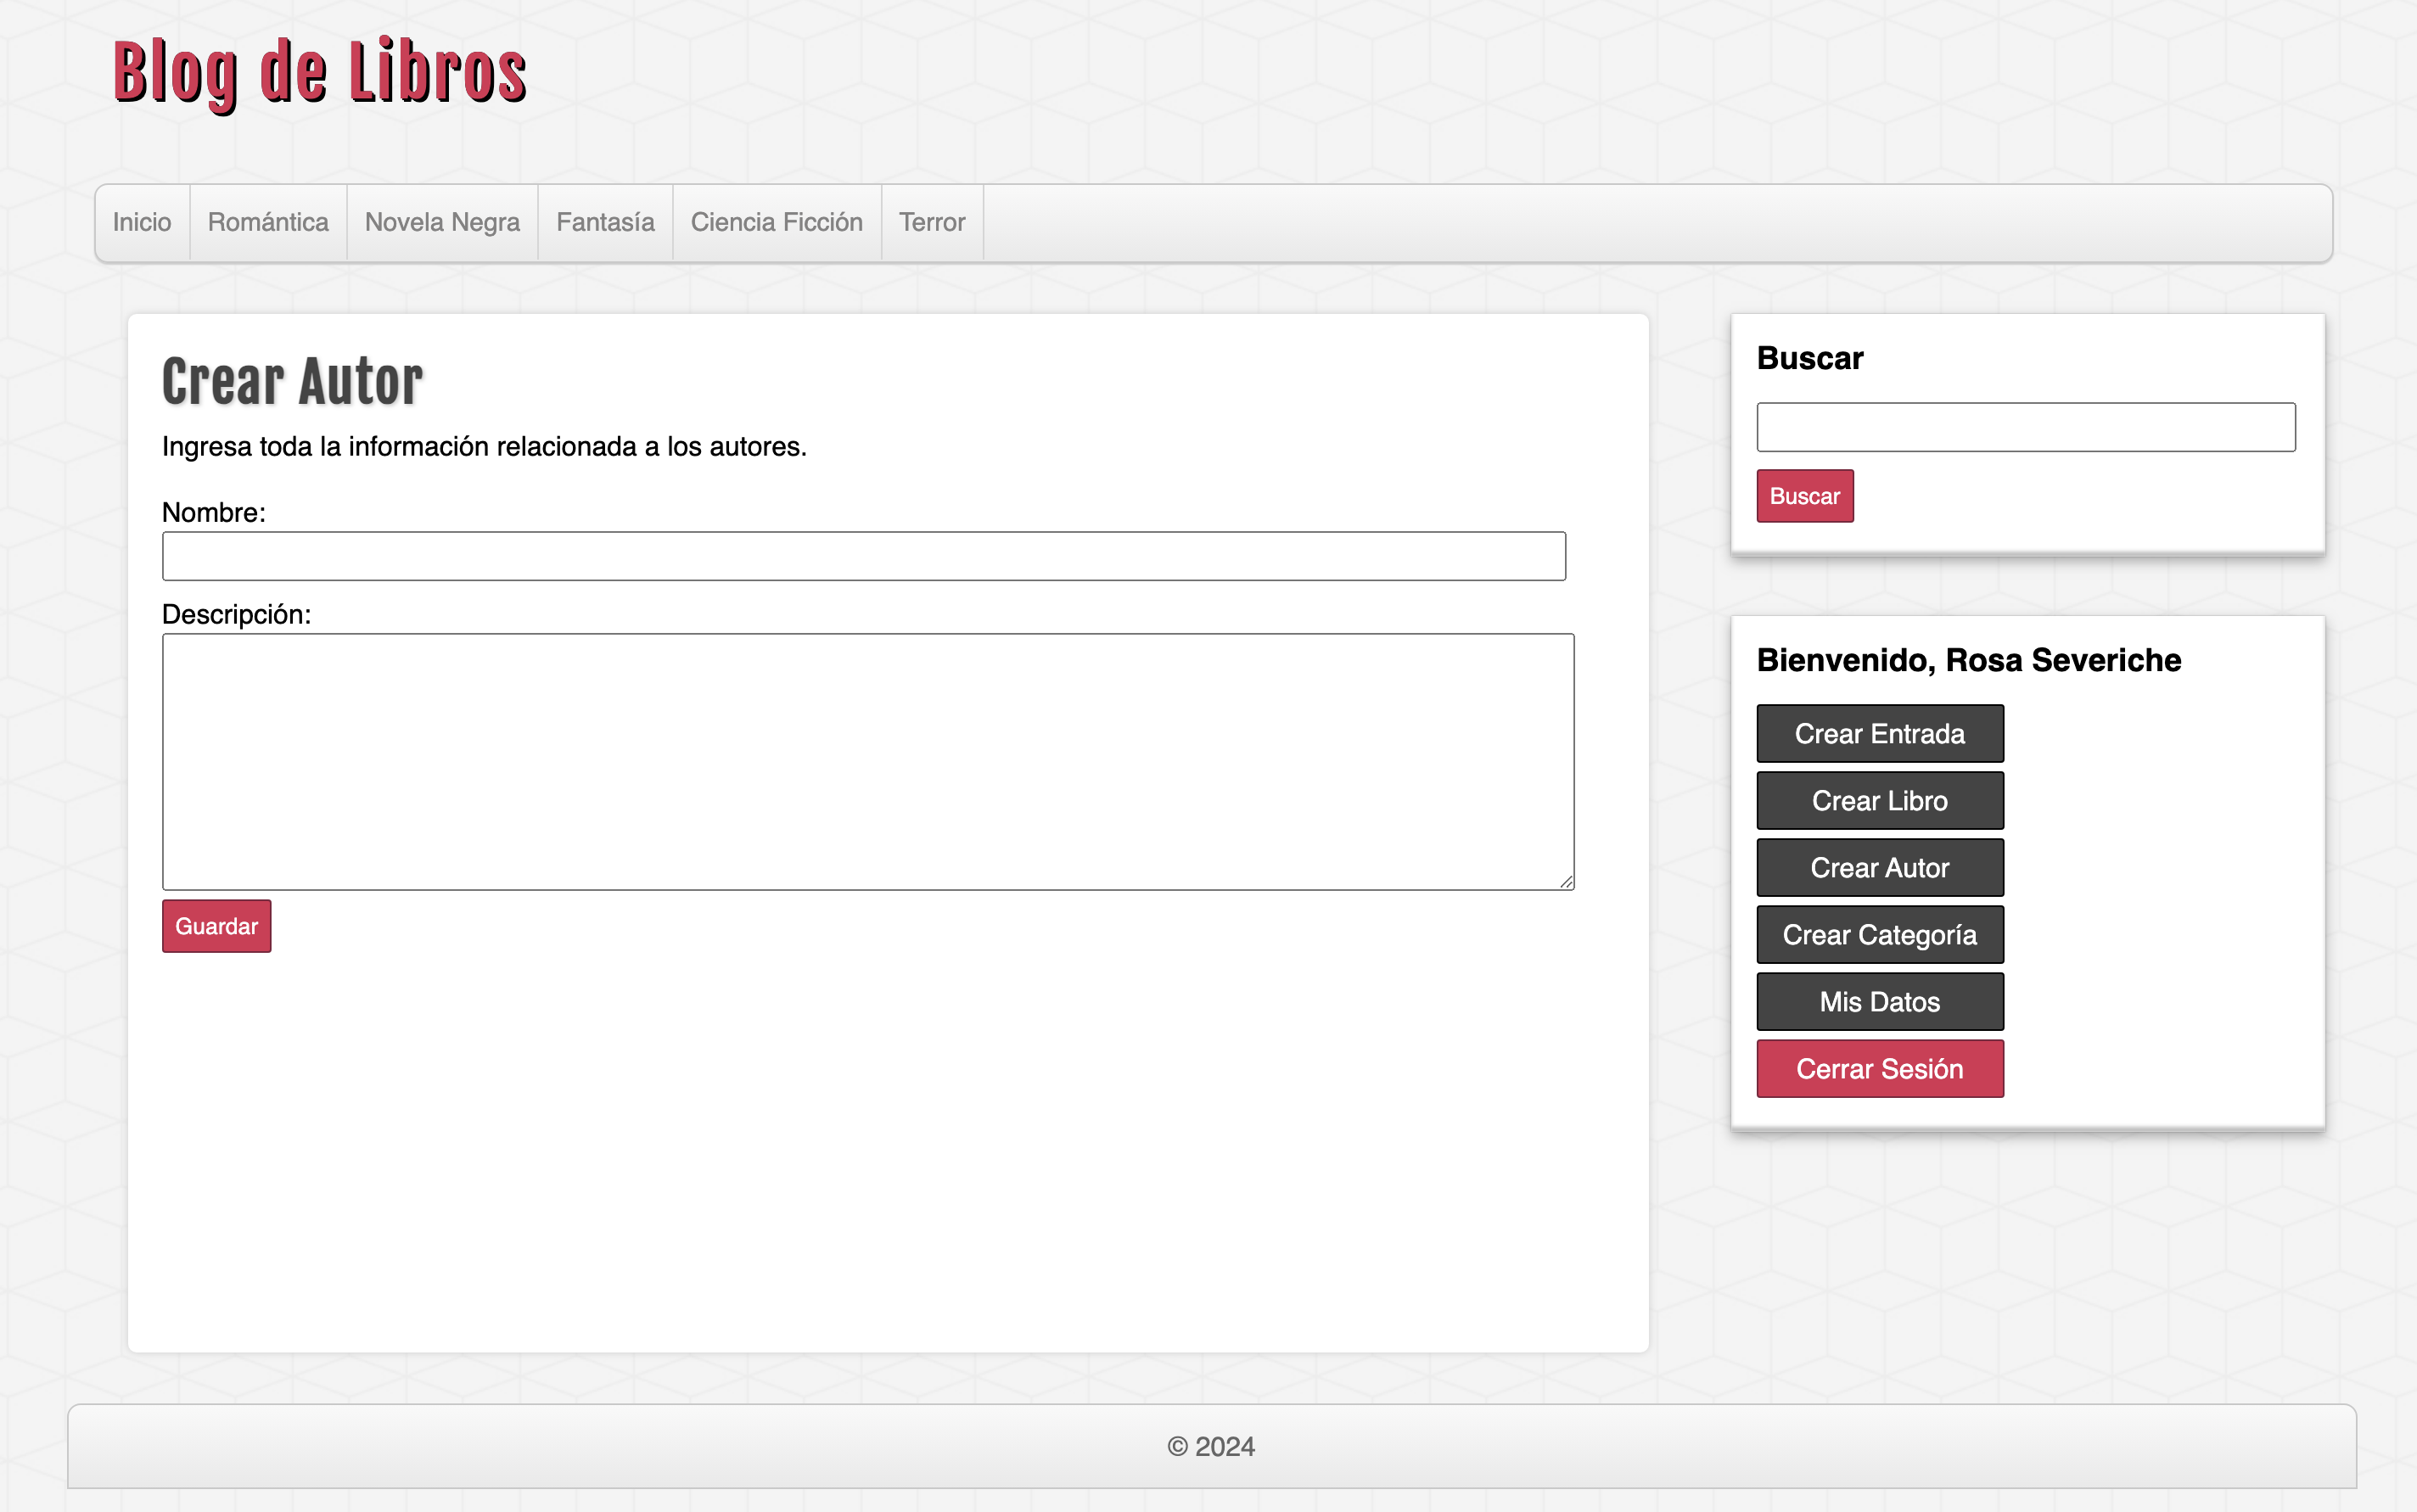 Blog de Libros
Inicio Romántica Novela Negra Fantasía Ciencia Ficción Terror
Crear Autor
Ingresa toda la información relacionada a los autores.
Nombre:
Descripción:
Guardar
Buscar
Buscar
Bienvenido, Rosa Severiche
Crear Entrada
Crear Libro
Crear Autor
Crear Categoría
Mis Datos
Cerrar Sesión
© 2024